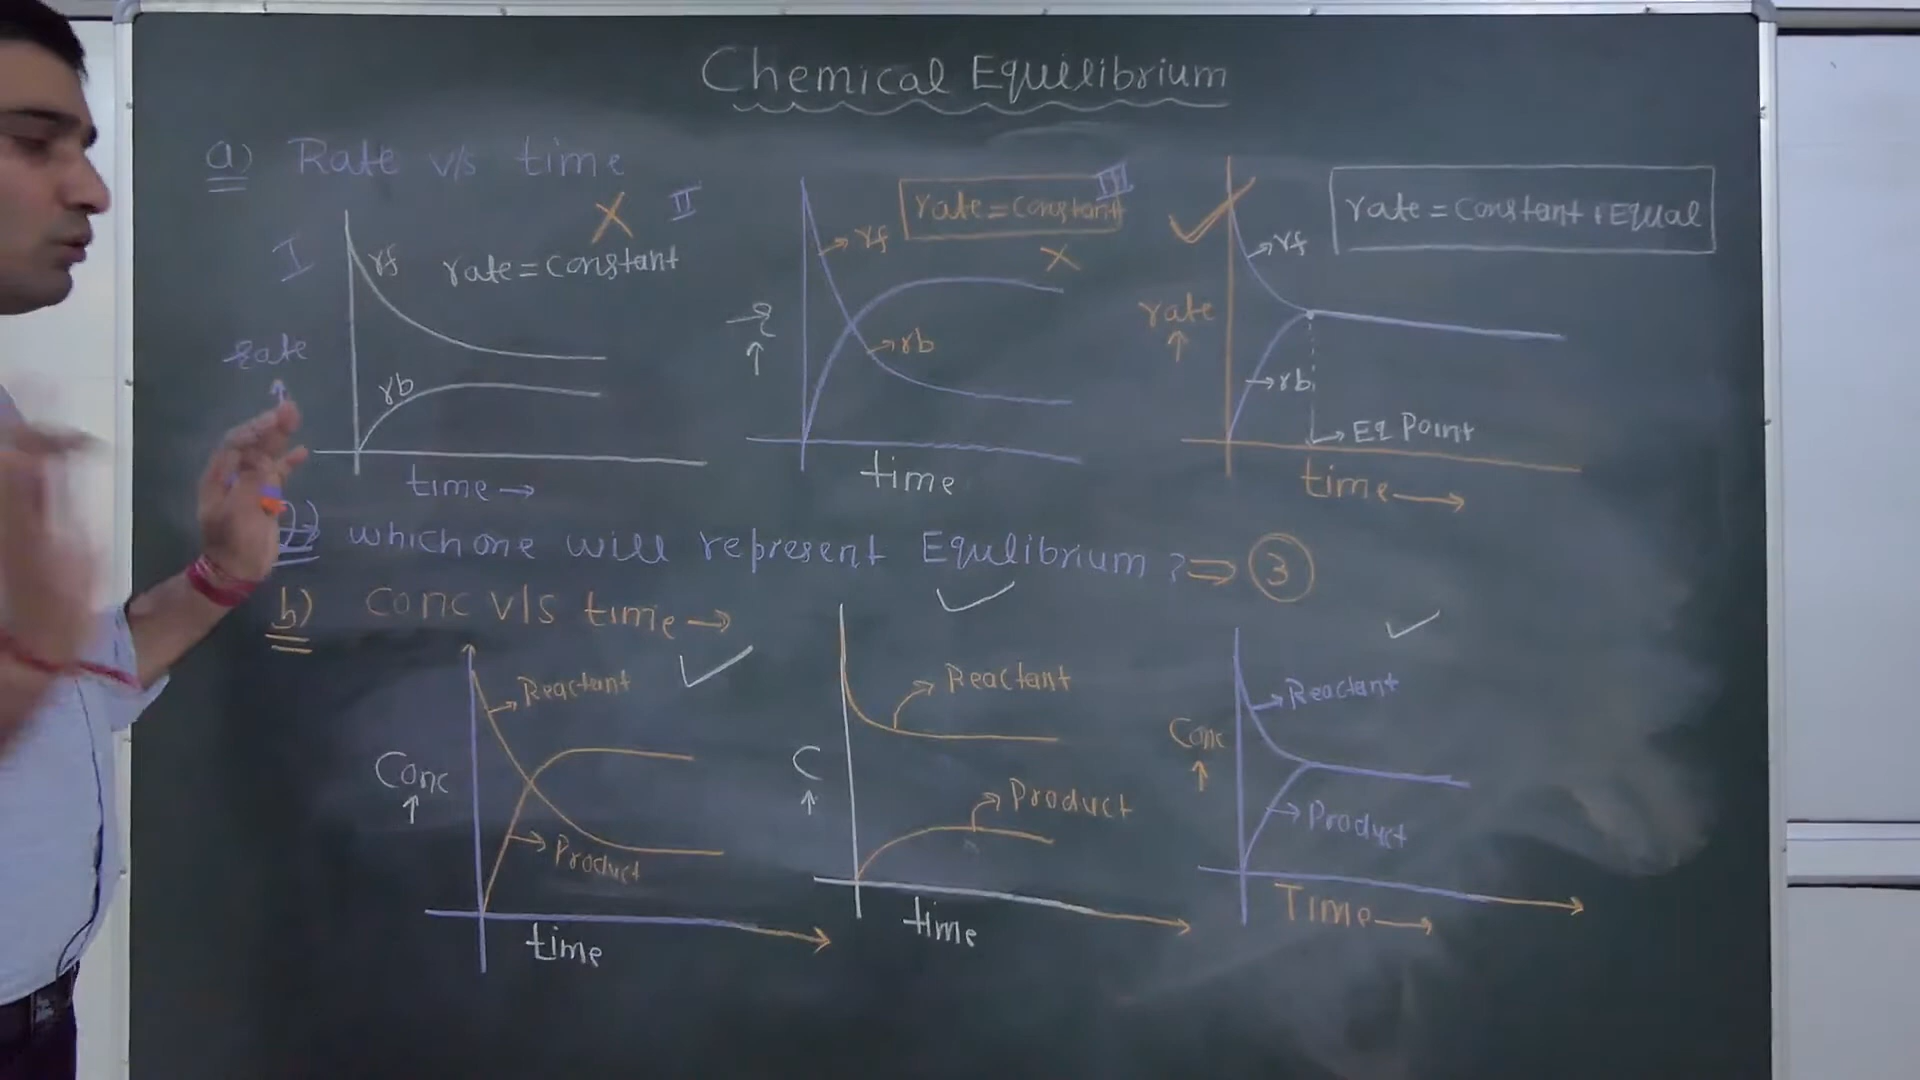 Chemical Equilibrium
a) Rate v/s time
I
rf
rate = constant
X
rb
rate
↑
time →
II
→ rf
rate = constant
X
→ rb
↑
time
III
✓
→ rf
rate = constant & Equal
rate
↑
→ rb
→ Eq Point
time →
which one will represent Equlibrium ? ⇒ 3
b) Conc v/s time →
→ Reactant
✓
Conc
↑
→ Product
time
✓
→ Reactant
C
↑
→ Product
time
✓
→ Reactant
Conc
↑
→ Product
Time →